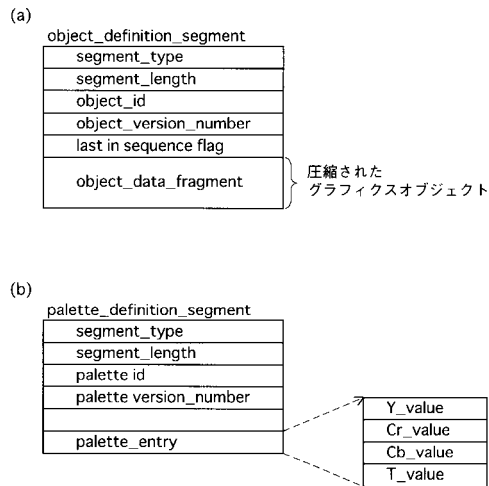 (a)
object_definition_segment
segment_type
segment_length
object_id
object_version_number
last in sequence flag
object_data_fragment
圧縮された
グラフィクスオブジェクト
(b)
palette_definition_segment
segment_type
segment_length
palette id
palette version_number
palette_entry
Y_value
Cr_value
Cb_value
T_value